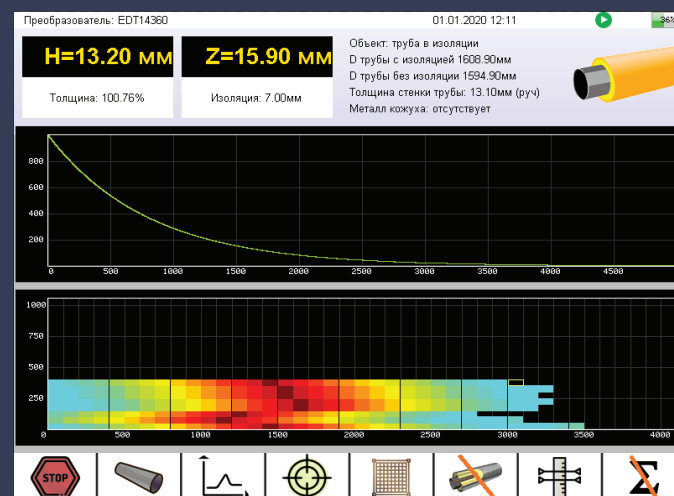 Преобразователь: EDT14360 01.01.2020 12:11 36%
H=13.20 мм Z=15.90 мм
Толщина: 100.76% Изоляция: 7.00мм
Объект: труба в изоляции
D трубы с изоляцией 1608.90мм
D трубы без изоляции 1594.90мм
Толщина стенки трубы: 13.10мм (руч)
Металл кожуха: отсутствует
800
600
400
200
0 500 1000 1500 2000 2500 3000 3500 4000 4500
1000
750
500
250
0 500 1000 1500 2000 2500 3000 3500 4000
STOP Σ